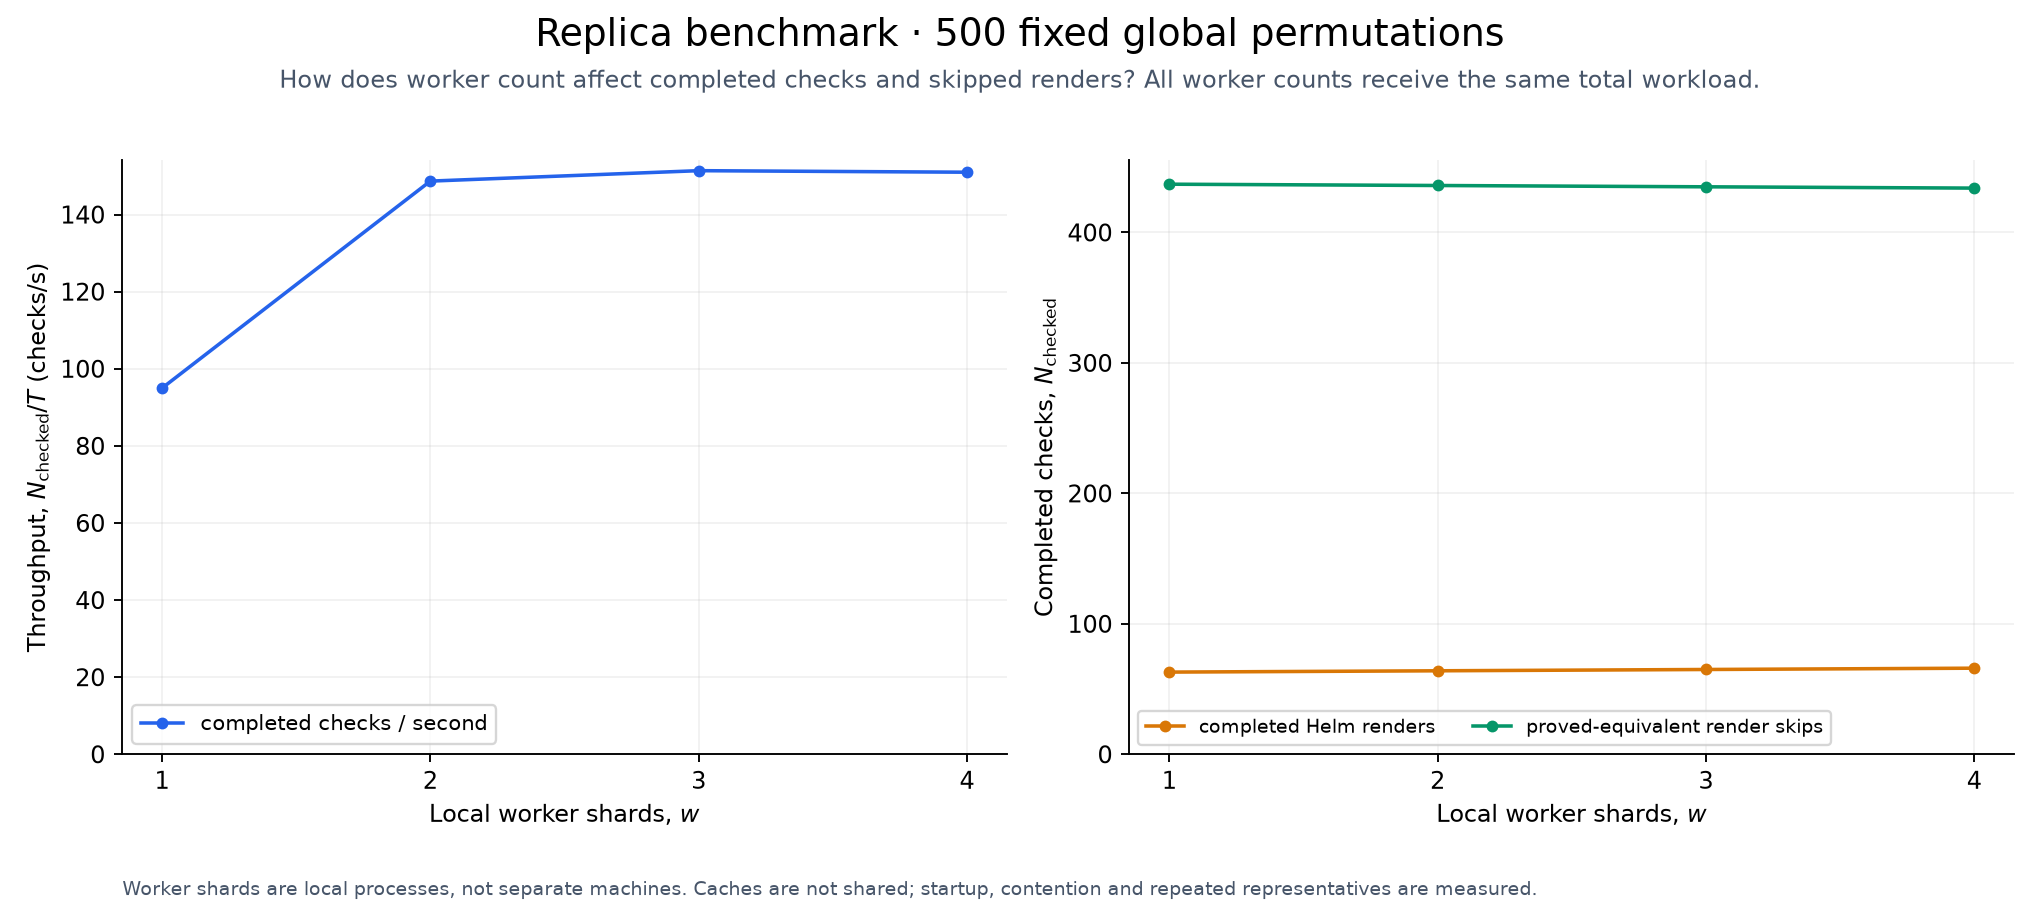 Replica benchmark · 500 fixed global permutations
How does worker count affect completed checks and skipped renders? All worker counts receive the same total workload.
Throughput, N_checked/T (checks/s)
140
120
100
80
60
40
20
0
completed checks / second
1 2 3 4
Local worker shards, w
Completed checks, N_checked
400
300
200
100
0
completed Helm renders proved-equivalent render skips
1 2 3 4
Local worker shards, w
Worker shards are local processes, not separate machines. Caches are not shared; startup, contention and repeated representatives are measured.